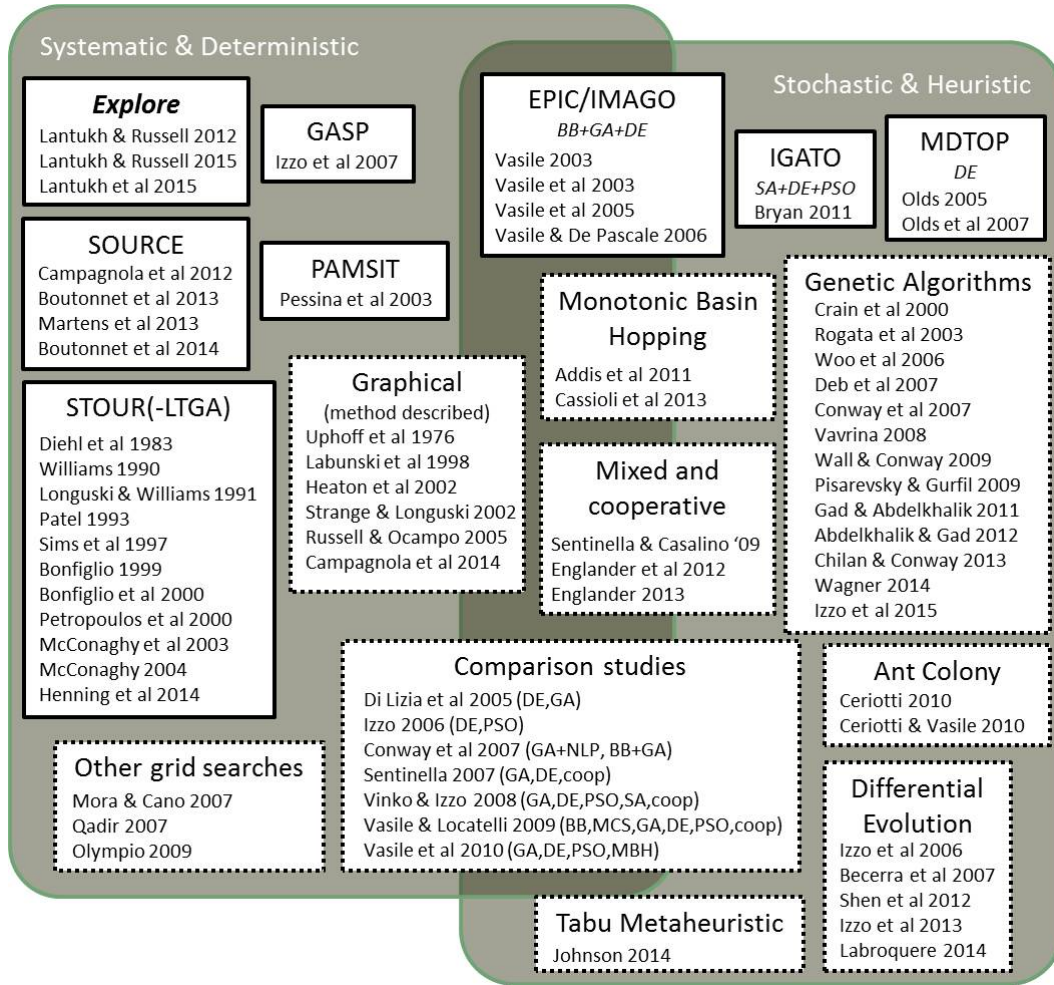 Systematic & Deterministic
Stochastic & Heuristic
Explore
Lantukh & Russell 2012
Lantukh & Russell 2015
Lantukh et al 2015
GASP
Izzo et al 2007
EPIC/IMAGO
BB+GA+DE
Vasile 2003
Vasile et al 2003
Vasile et al 2005
Vasile & De Pascale 2006
IGATO
SA+DE+PSO
Bryan 2011
MDTOP
DE
Olds 2005
Olds et al 2007
SOURCE
Campagnola et al 2012
Boutonnet et al 2013
Martens et al 2013
Boutonnet et al 2014
PAMSIT
Pessina et al 2003
Monotonic Basin
Hopping
Addis et al 2011
Cassioli et al 2013
Genetic Algorithms
Crain et al 2000
Rogata et al 2003
Woo et al 2006
Deb et al 2007
Conway et al 2007
Vavrina 2008
Wall & Conway 2009
Pisarevsky & Gurfil 2009
Gad & Abdelkhalik 2011
Abdelkhalik & Gad 2012
Chilan & Conway 2013
Wagner 2014
Izzo et al 2015
STOUR(-LTGA)
Diehl et al 1983
Williams 1990
Longuski & Williams 1991
Patel 1993
Sims et al 1997
Bonfiglio 1999
Bonfiglio et al 2000
Petropoulos et al 2000
McConaghy et al 2003
McConaghy 2004
Henning et al 2014
Graphical
(method described)
Uphoff et al 1976
Labunski et al 1998
Heaton et al 2002
Strange & Longuski 2002
Russell & Ocampo 2005
Campagnola et al 2014
Mixed and
cooperative
Sentinella & Casalino ‘09
Englander et al 2012
Englander 2013
Comparison studies
Di Lizia et al 2005 (DE,GA)
Izzo 2006 (DE,PSO)
Conway et al 2007 (GA+NLP, BB+GA)
Sentinella 2007 (GA,DE,coop)
Vinko & Izzo 2008 (GA,DE,PSO,SA,coop)
Vasile & Locatelli 2009 (BB,MCS,GA,DE,PSO,coop)
Vasile et al 2010 (GA,DE,PSO,MBH)
Ant Colony
Ceriotti 2010
Ceriotti & Vasile 2010
Other grid searches
Mora & Cano 2007
Qadir 2007
Olympio 2009
Differential
Evolution
Izzo et al 2006
Becerra et al 2007
Shen et al 2012
Izzo et al 2013
Labroquere 2014
Tabu Metaheuristic
Johnson 2014